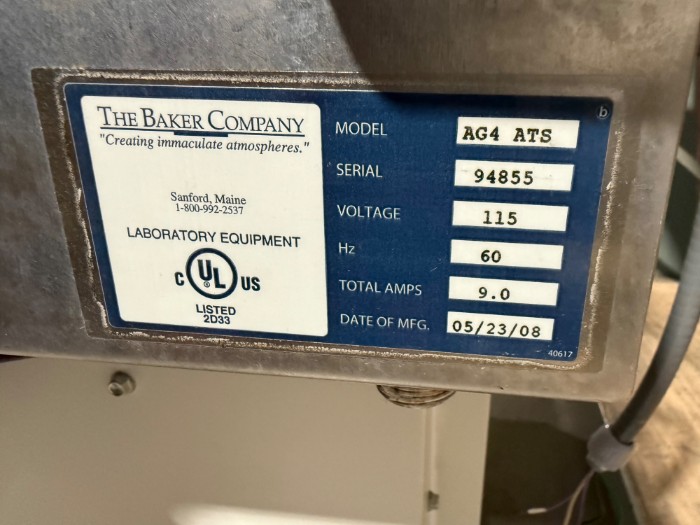 THE BAKER COMPANY
"Creating immaculate atmospheres."
Sanford, Maine
1-800-992-2537
LABORATORY EQUIPMENT
C UL ® US
LISTED
2D33
b
MODEL AG4 ATS
SERIAL 94855
VOLTAGE 115
Hz 60
TOTAL AMPS 9.0
DATE OF MFG. 05/23/08
40617